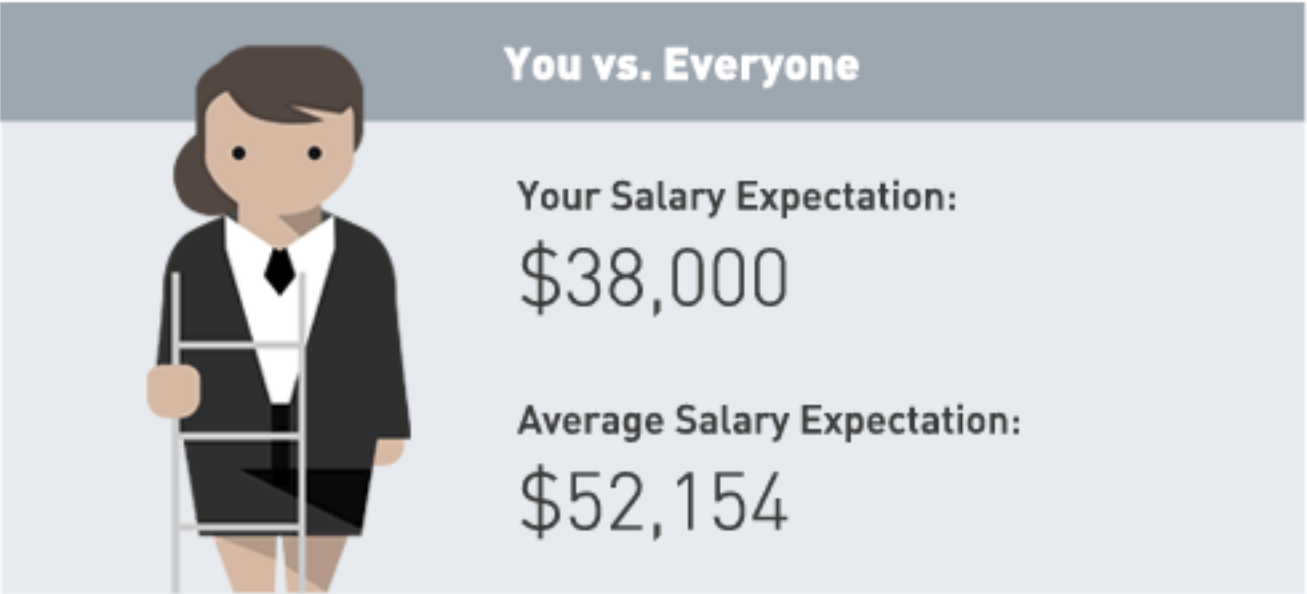 You vs. Everyone
Your Salary Expectation:
$38,000
Average Salary Expectation:
$52,154